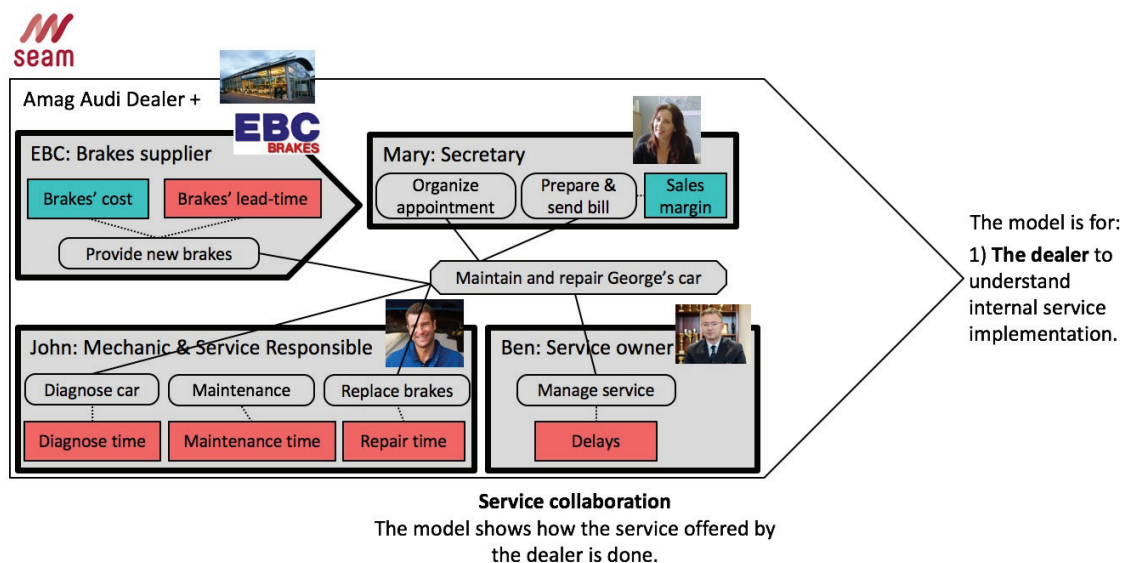 seam
Amag Audi Dealer +
EBC
BRAKES
EBC: Brakes supplier
Brakes' cost
Brakes' lead-time
Provide new brakes
Mary: Secretary
Organize
appointment
Prepare &
send bill
Sales
margin
Maintain and repair George's car
John: Mechanic & Service Responsible
Diagnose car
Maintenance
Replace brakes
Diagnose time
Maintenance time
Repair time
Ben: Service owner
Manage service
Delays
The model is for:
1) The dealer to
understand
internal service
implementation.
Service collaboration
The model shows how the service offered by
the dealer is done.